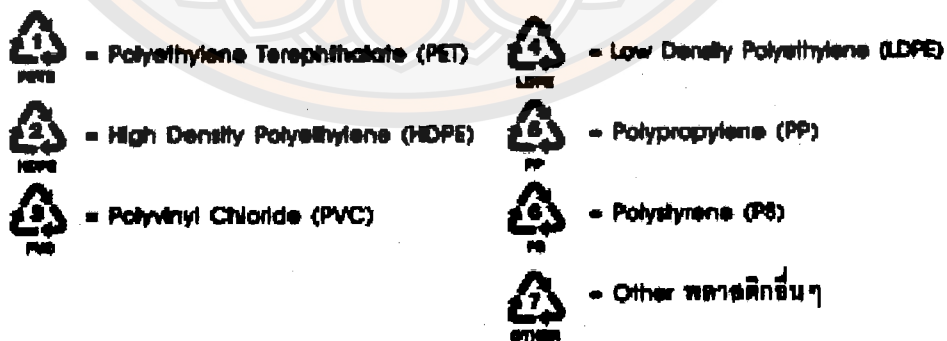 1
PETE
= Polyethylene Terephthalate (PET)
2
HDPE
= High Density Polyethylene (HDPE)
3
PVC
= Polyvinyl Chloride (PVC)
4
LDPE
= Low Density Polyethylene (LDPE)
5
PP
= Polypropylene (PP)
6
PS
= Polystyrene (PS)
7
OTHER
= Other พลาสติกอื่นๆ